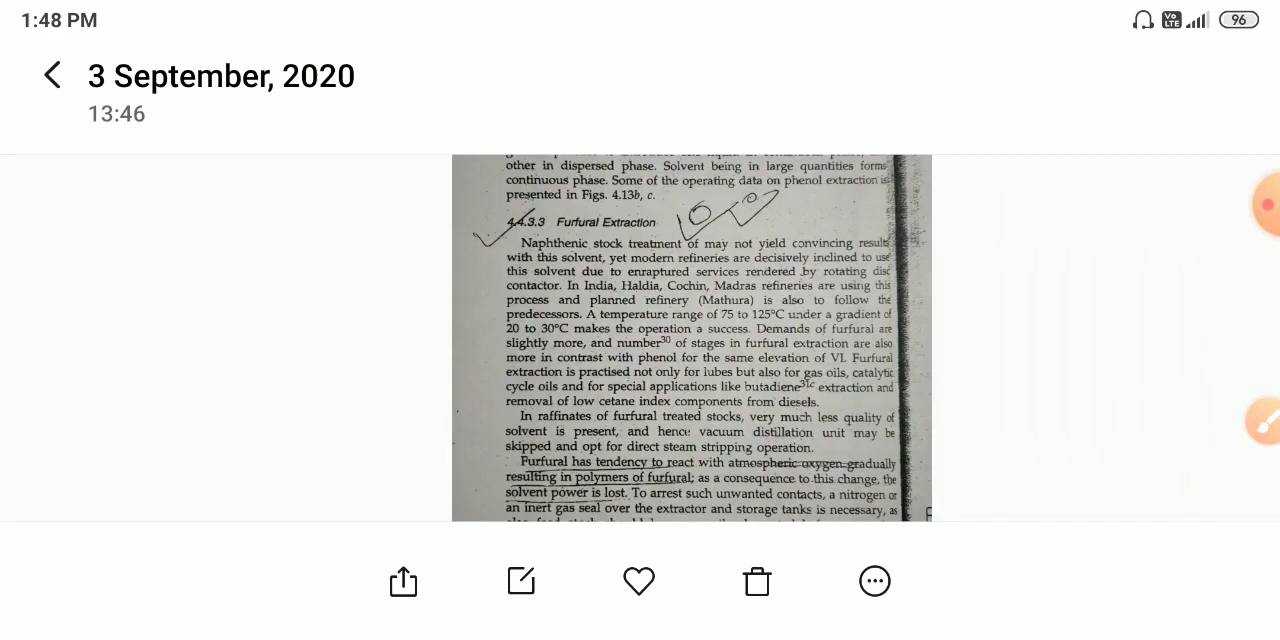 1:48 PM
Vo LTE
96
3 September, 2020
13:46
other in dispersed phase. Solvent being in large quantities forms
continuous phase. Some of the operating data on phenol extraction is
presented in Figs. 4.13b, c.
4.4.3.3 Furfural Extraction
Naphthenic stock treatment of may not yield convincing results
with this solvent, yet modern refineries are decisively inclined to use
this solvent due to enraptured services rendered by rotating disc
contactor. In India, Haldia, Cochin, Madras refineries are using this
process and planned refinery (Mathura) is also to follow the
predecessors. A temperature range of 75 to 125°C under a gradient of
20 to 30°C makes the operation a success. Demands of furfural are
slightly more, and number30 of stages in furfural extraction are also
more in contrast with phenol for the same elevation of VI. Furfural
extraction is practised not only for lubes but also for gas oils, catalytic
cycle oils and for special applications like butadiene31c extraction and
removal of low cetane index components from diesels.
In raffinates of furfural treated stocks, very much less quality of
solvent is present, and hence vacuum distillation unit may be
skipped and opt for direct steam stripping operation.
Furfural has tendency to react with atmospheric oxygen gradually
resulting in polymers of furfural; as a consequence to this change, the
solvent power is lost. To arrest such unwanted contacts, a nitrogen or
an inert gas seal over the extractor and storage tanks is necessary, as